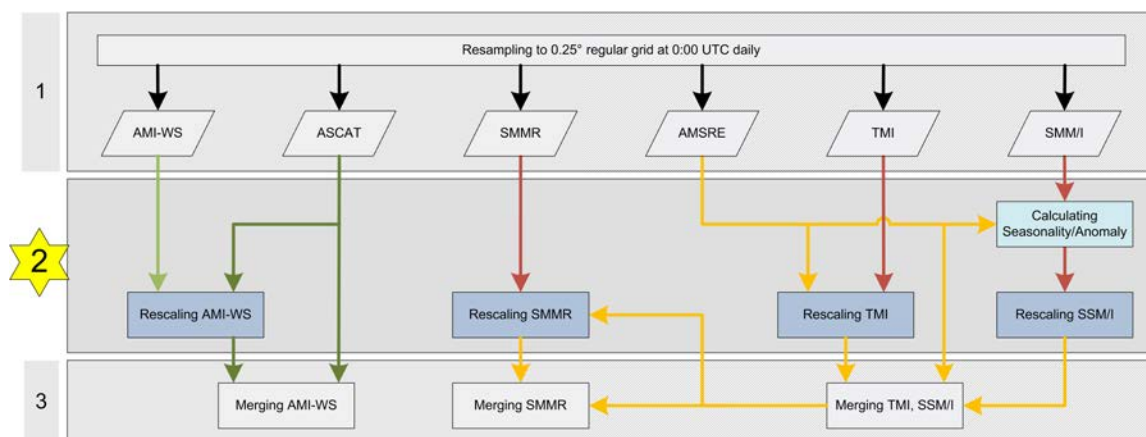 Resampling to 0.25° regular grid at 0:00 UTC daily
1
AMI-WS
ASCAT
SMMR
AMSRE
TMI
SMM/I
Calculating
Seasonality/Anomaly
2
Rescaling AMI-WS
Rescaling SMMR
Rescaling TMI
Rescaling SSM/I
3
Merging AMI-WS
Merging SMMR
Merging TMI, SSM/I